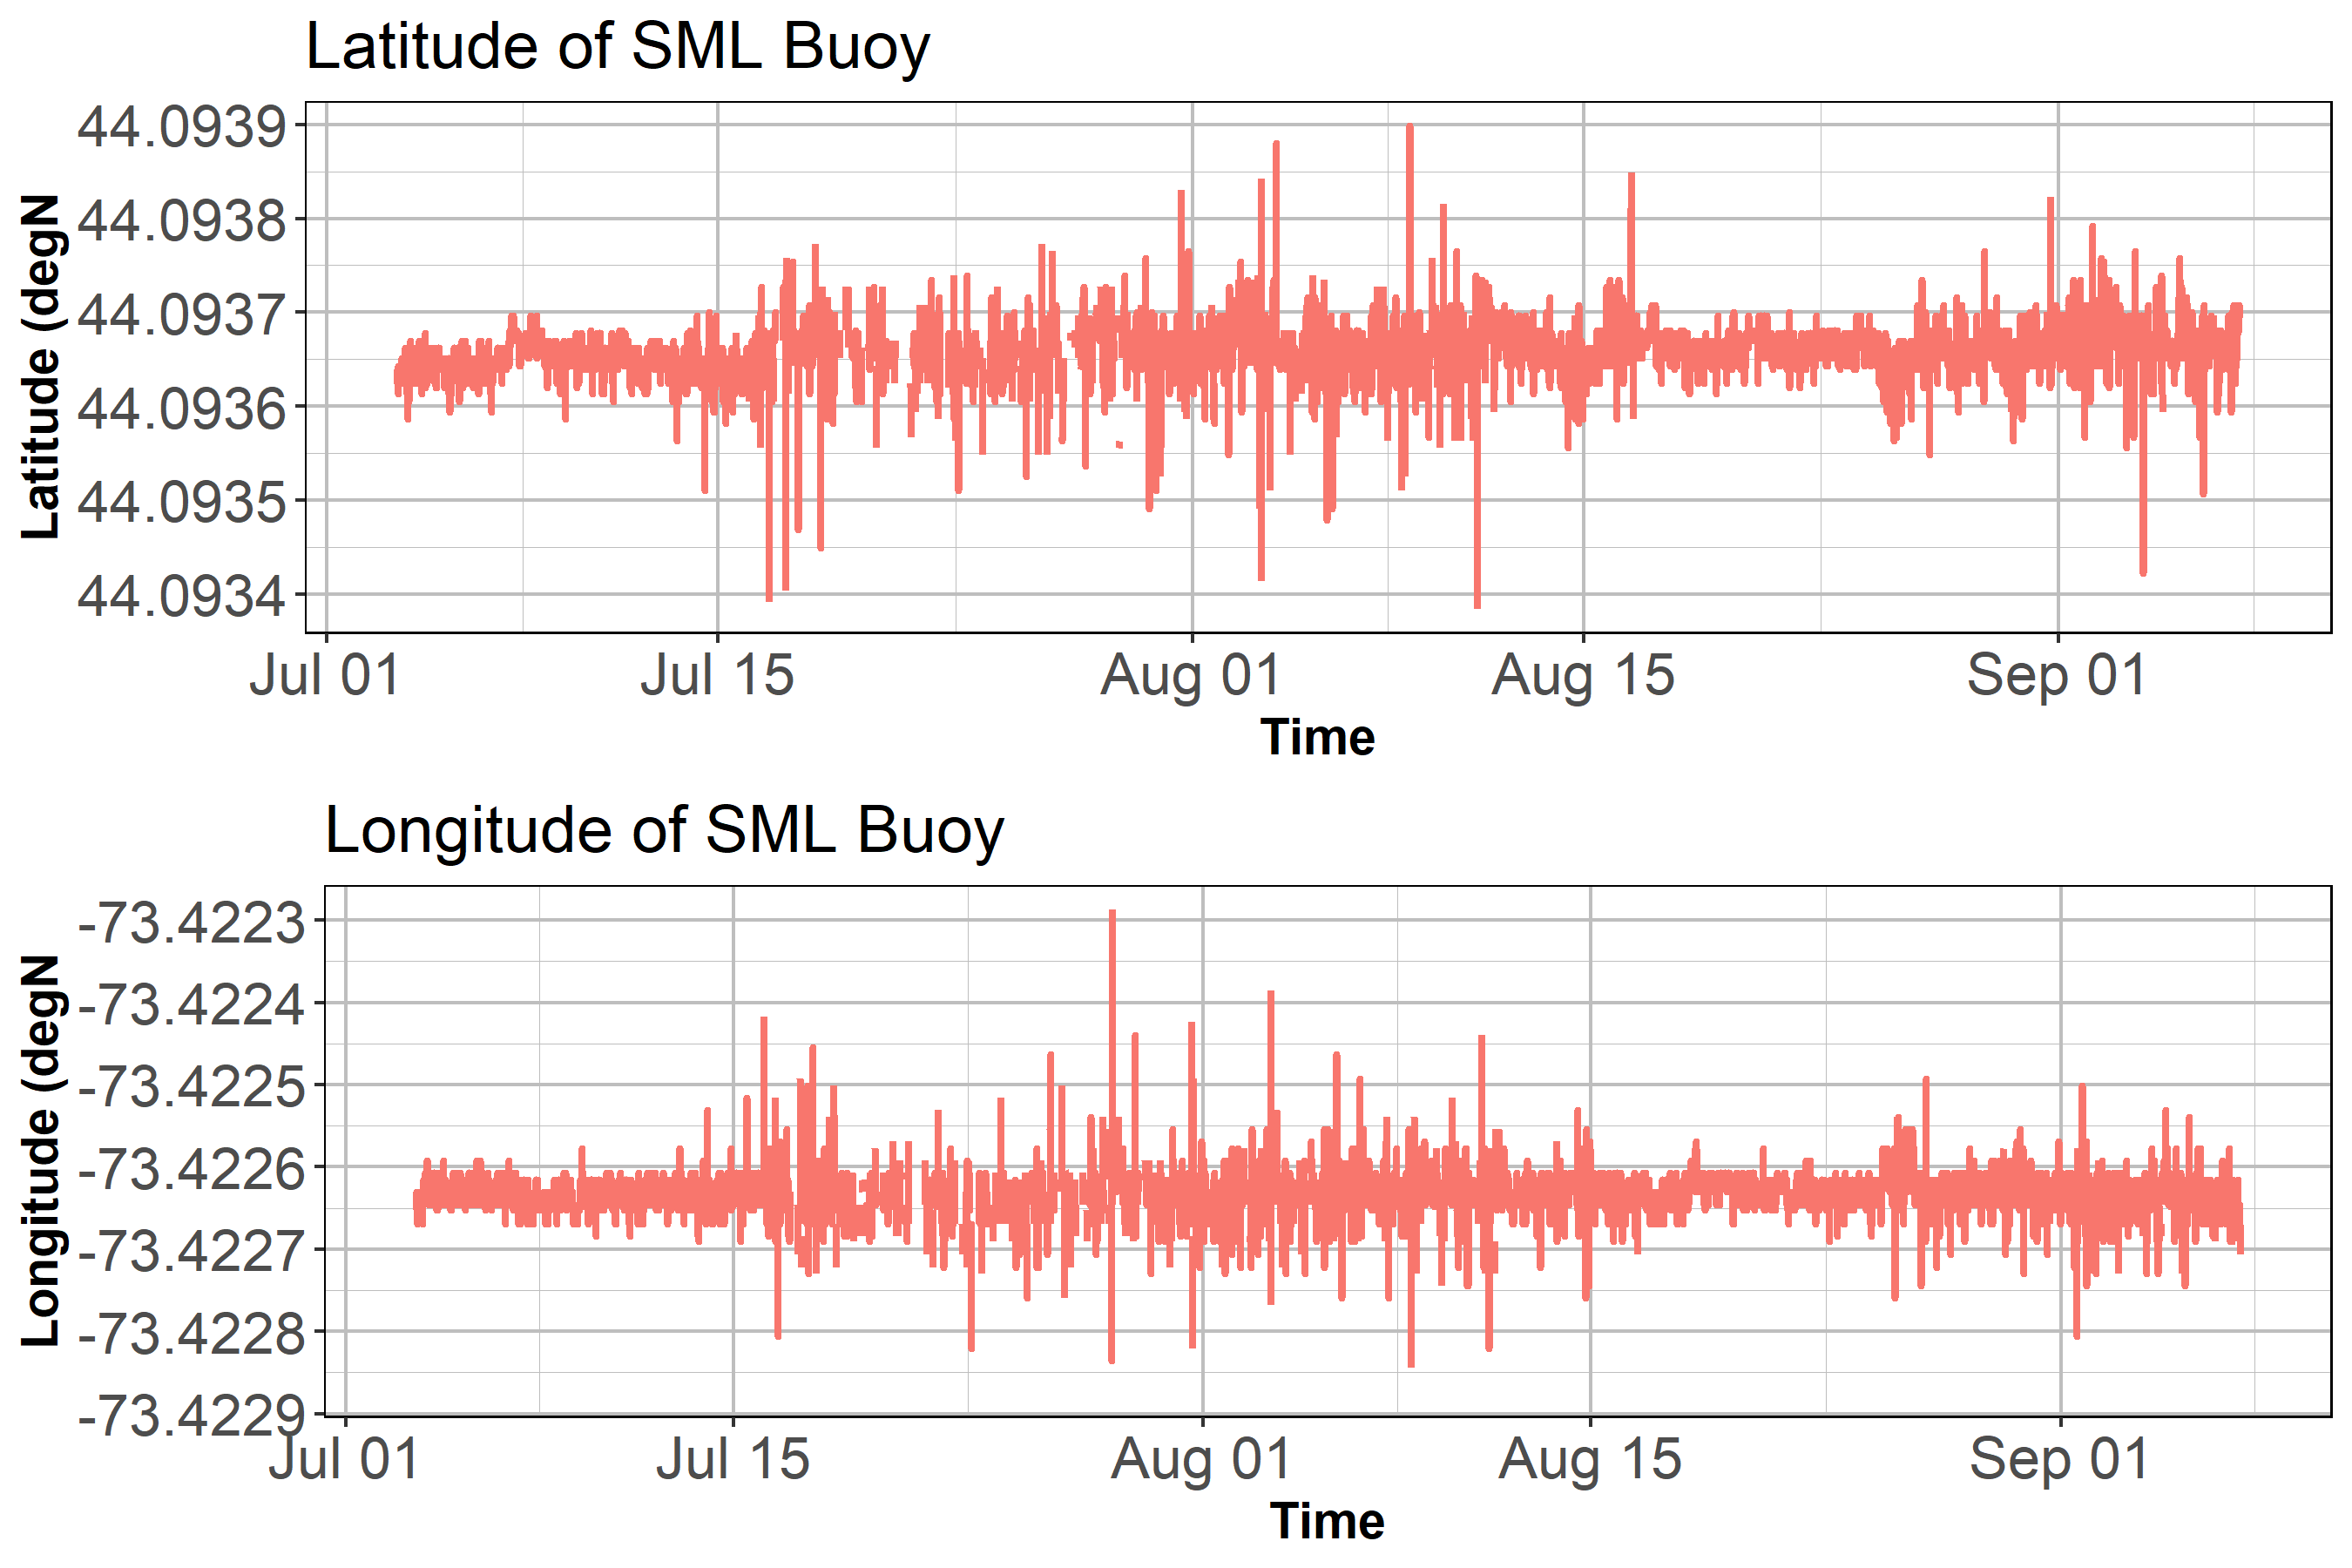 Latitude of SML Buoy
Latitude (degN
44.0939
44.0938
44.0937
44.0936
44.0935
44.0934
Jul 01 Jul 15 Aug 01 Aug 15 Sep 01
Time
Longitude of SML Buoy
Longitude (degN
-73.4223
-73.4224
-73.4225
-73.4226
-73.4227
-73.4228
-73.4229
Jul 01 Jul 15 Aug 01 Aug 15 Sep 01
Time